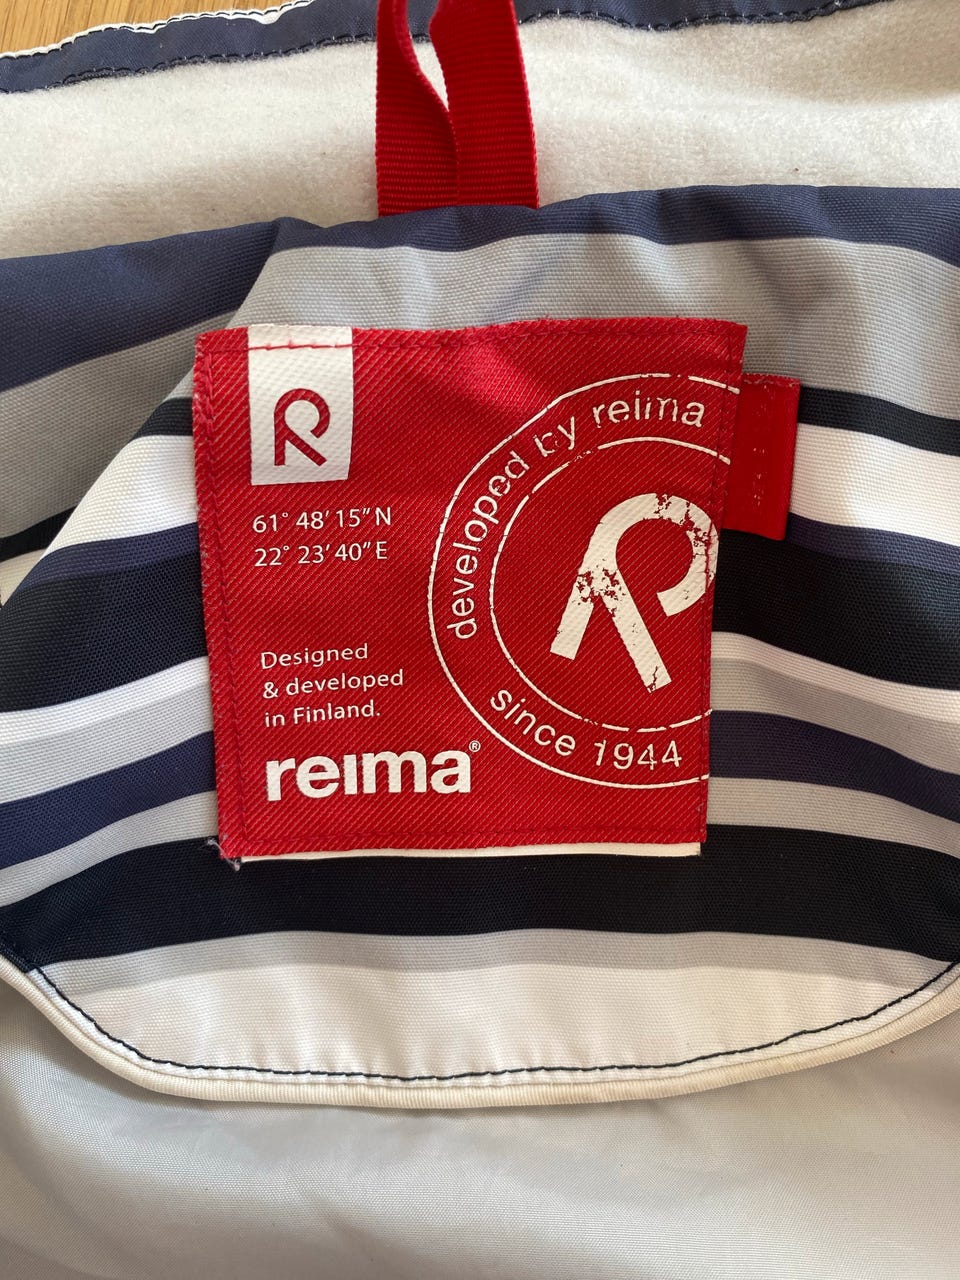 61° 48' 15" N
22° 23' 40" E
Designed
& developed
in Finland.
reima®
developed by reima
since 1944